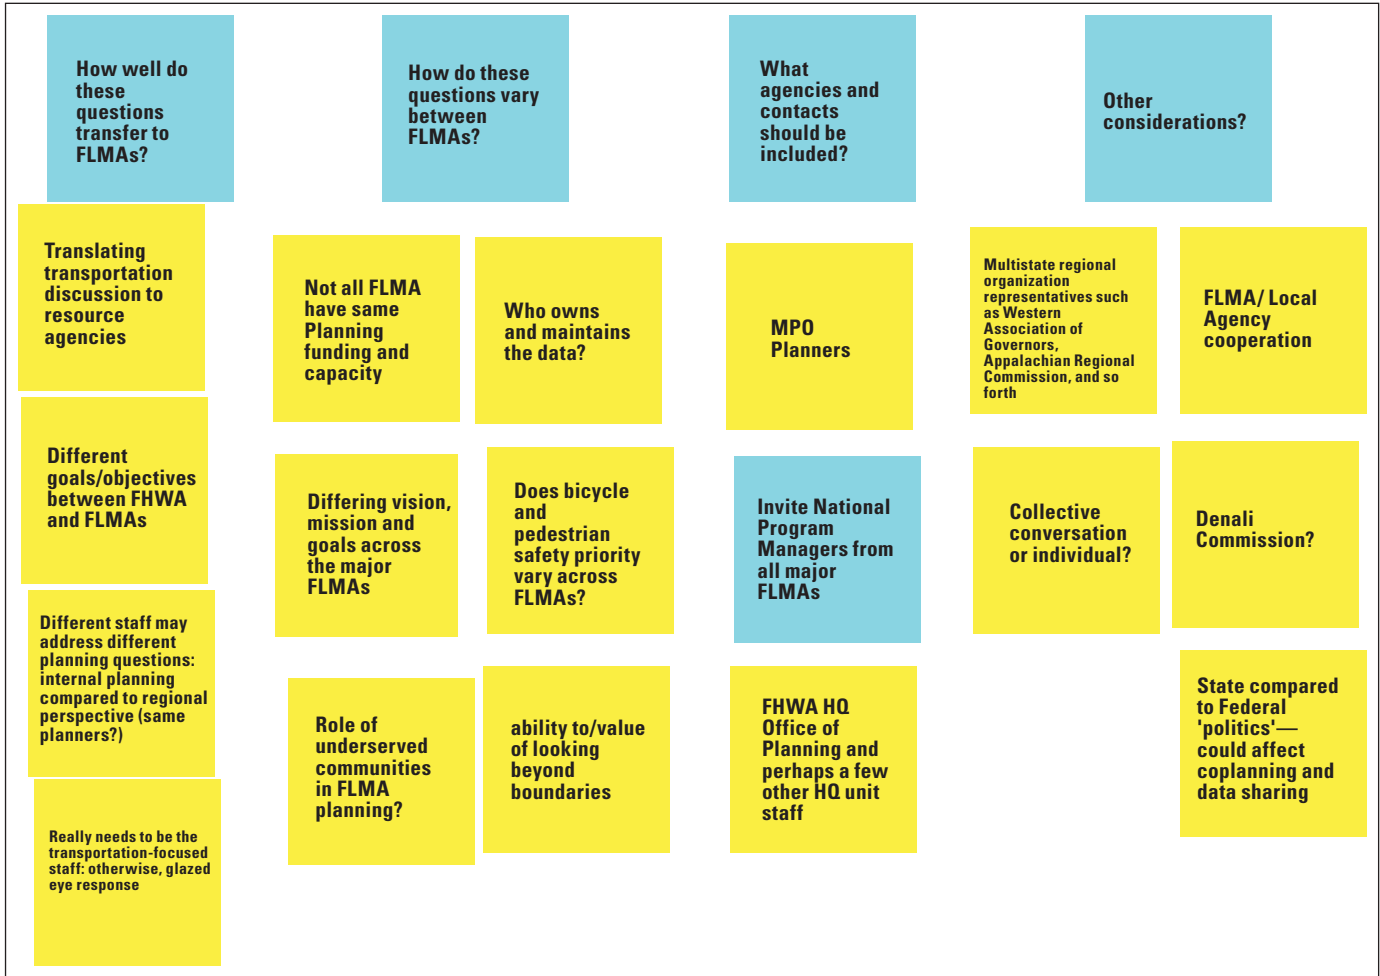 How well do
these
questions
transfer to
FLMAs?
How do these
questions vary
between
FLMAs?
What
agencies and
contacts
should be
included?
Other
considerations?
Translating
transportation
discussion to
resource
agencies
Different
goals/objectives
between FHWA
and FLMAs
Different staff may
address different
planning questions:
internal planning
compared to regional
perspective (same
planners?)
Really needs to be the
transportation-focused
staff: otherwise, glazed
eye response
Not all FLMA
have same
Planning
funding and
capacity
Who owns
and maintains
the data?
Differing vision,
mission and
goals across
the major
FLMAs
Does bicycle
and
pedestrian
safety priority
vary across
FLMAs?
Role of
underserved
communities
in FLMA
planning?
ability to/value
of looking
beyond
boundaries
MPO
Planners
Invite National
Program
Managers from
all major
FLMAs
FHWA HQ
Office of
Planning and
perhaps a few
other HQ unit
staff
Multistate regional
organization
representatives such
as Western
Association of
Governors,
Appalachian Regional
Commission, and so
forth
FLMA/ Local
Agency
cooperation
Collective
conversation
or individual?
Denali
Commission?
State compared
to Federal
'politics'—
could affect
coplanning and
data sharing